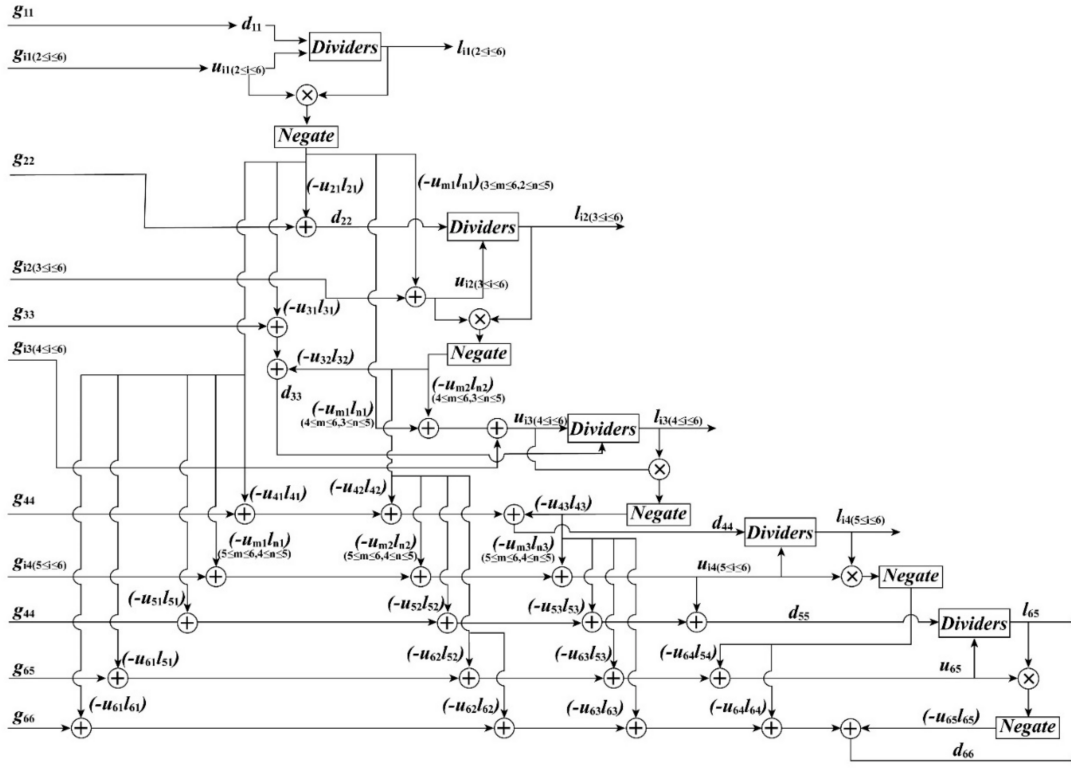 g11
d11
Dividers
li1(2≤i≤6)
gi1(2≤i≤6)
ui1(2≤i≤6)
Negate
g22
(-u21l21)
(-um1ln1)(3≤m≤6,2≤n≤5)
d22
Dividers
li2(3≤i≤6)
gi2(3≤i≤6)
ui2(3≤i≤6)
(-u31l31)
g33
gi3(4≤i≤6)
(-u32l32)
Negate
d33
(-um2ln2)
(4≤m≤6,3≤n≤5)
(-um1ln1)
(4≤m≤6,3≤n≤5)
ui3(4≤i≤6)
Dividers
li3(4≤i≤6)
g44
(-u41l41)
(-u42l42)
(-u43l43)
Negate
d44
Dividers
li4(5≤i≤6)
gi4(5≤i≤6)
(-um1ln1)
(5≤m≤6,4≤n≤5)
(-um2ln2)
(5≤m≤6,4≤n≤5)
(-um3ln3)
(5≤m≤6,4≤n≤5)
ui4(5≤i≤6)
Negate
g44
(-u51l51)
(-u52l52)
(-u53l53)
d55
Dividers
l65
g65
(-u61l51)
(-u62l52)
(-u63l53)
(-u64l54)
u65
g66
(-u61l61)
(-u62l62)
(-u63l63)
(-u64l64)
(-u65l65)
Negate
d66